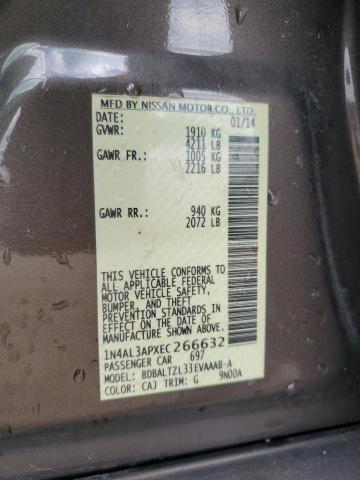 MFD BY NISSAN MOTOR CO., LTD.
DATE: 01/14
GVWR: 1910 KG
4211 LB
GAWR FR.: 1005 KG
2216 LB
GAWR RR.: 940 KG
2072 LB
THIS VEHICLE CONFORMS TO
ALL APPLICABLE FEDERAL
MOTOR VEHICLE SAFETY,
BUMPER, AND THEFT
PREVENTION STANDARDS IN
EFFECT ON THE DATE OF
MANUFACTURE SHOWN ABOVE.
1N4AL3APXEC266632
PASSENGER CAR 697
MODEL: BDBALTZL33EVAAAB-A
COLOR: CAJ TRIM: G 9N00A